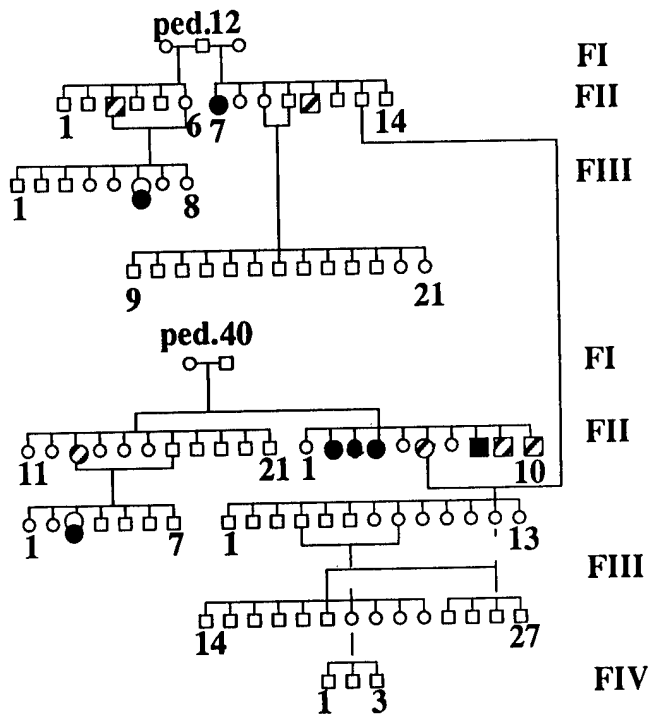 ped.12
FI
FII
1 6 7 14
FIII
1 8
9 21
ped.40
FI
FII
11 21 1 10
1 7 1 13
FIII
14 27
FIV
1 3